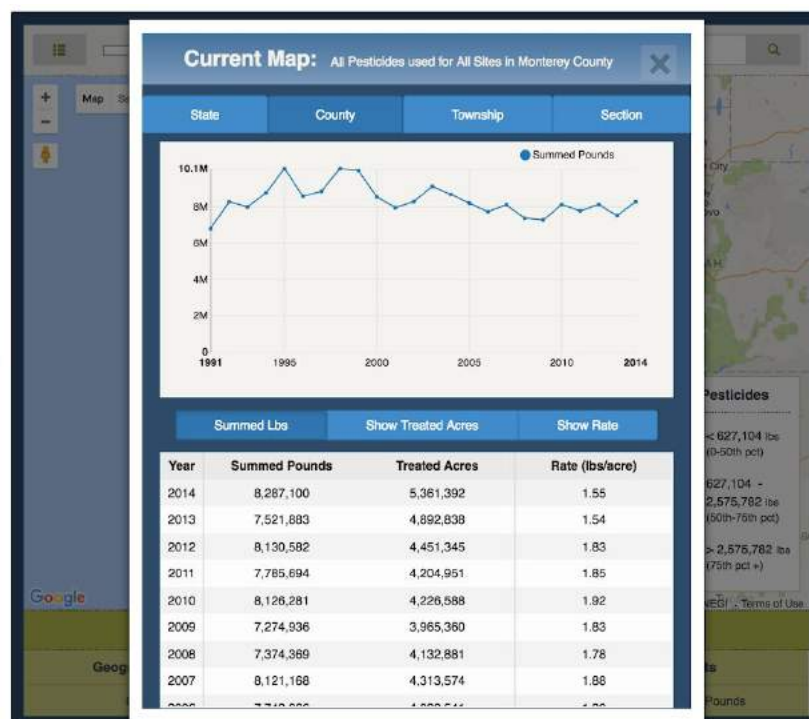 Current Map: All Pesticides used for All Sites in Monterey County
+
Map
−
State County Township Section
Summed Pounds
10.1M
8M
6M
4M
2M
0
1991 1995 2000 2005 2010 2014
City
Pesticides
Summed Lbs Show Treated Acres Show Rate
< 627,104 lbs
(0-50th pct)
627,104 -
2,575,782 lbs
(50th-75th pct)
> 2,575,782 lbs
(75th pct +)
Year Summed Pounds Treated Acres Rate (lbs/acre)
2014 8,287,100 5,361,392 1.55
2013 7,521,883 4,892,838 1.54
2012 8,130,582 4,451,345 1.83
2011 7,785,694 4,204,951 1.85
2010 8,126,281 4,226,588 1.92
2009 7,274,936 3,965,360 1.83
2008 7,374,369 4,132,881 1.78
2007 8,121,168 4,313,574 1.88
Google
Terms of Use
Geog
Pounds